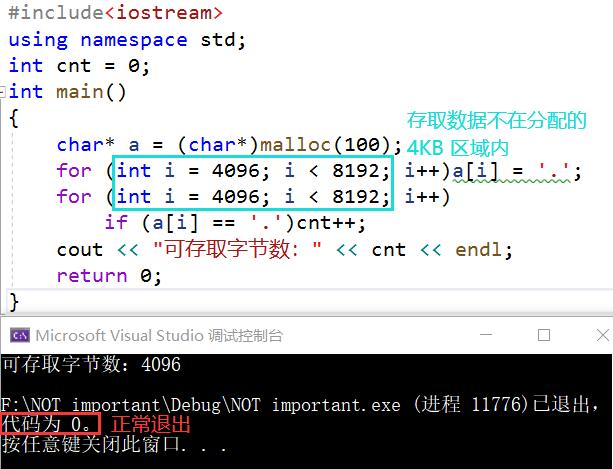 #include<iostream>
using namespace std;
int cnt = 0;
int main()
{
存取数据不在分配的
char* a = (char*)malloc(100);
4KB 区域内
for (int i = 4096; i < 8192; i++)a[i] = '.';
for (int i = 4096; i < 8192; i++)
if (a[i] == '.')cnt++;
cout << "可存取字节数: " << cnt << endl;
return 0;
}
Microsoft Visual Studio 调试控制台
可存取字节数: 4096
F:\NOT important\Debug\NOT important.exe (进程 11776)已退出,
代码为 0。 正常退出
按任意键关闭此窗口. . .